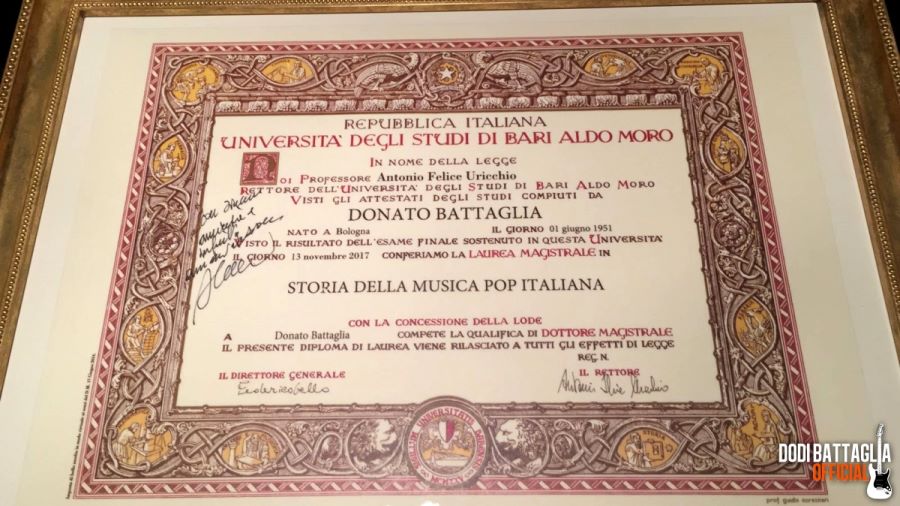 REPUBBLICA ITALIANA
UNIVERSITA' DEGLI STUDI DI BARI ALDO MORO
IN NOME DELLA LEGGE
NOI PROFESSORE Antonio Felice Uricchio
RETTORE DELL'UNIVERSITÀ DEGLI STUDI DI BARI ALDO MORO
VISTI GLI ATTESTATI DEGLI STUDI COMPIUTI DA
DONATO BATTAGLIA
NATO A Bologna IL GIORNO 01 giugno 1951
VISTO IL RISULTATO DELL'ESAME FINALE SOSTENUTO IN QUESTA UNIVERSITÀ
IL GIORNO 13 novembre 2017 CONFERIAMO LA LAUREA MAGISTRALE IN
STORIA DELLA MUSICA POP ITALIANA
CON LA CONCESSIONE DELLA LODE
A Donato Battaglia COMPETE LA QUALIFICA DI DOTTORE MAGISTRALE
IL PRESENTE DIPLOMA DI LAUREA VIENE RILASCIATO A TUTTI GLI EFFETTI DI LEGGE
REG. N.
IL DIRETTORE GENERALE IL RETTORE
prof. guido corazziari
DODI BATTAGLIA
OFFICIAL